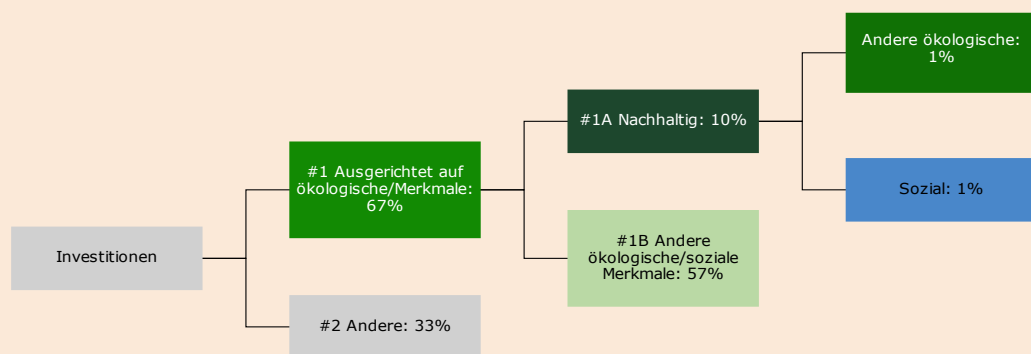 Andere ökologische:
1%
#1A Nachhaltig: 10%
#1 Ausgerichtet auf
ökologische/Merkmale:
67%
Sozial: 1%
#1B Andere
ökologische/soziale
Merkmale: 57%
Investitionen
#2 Andere: 33%